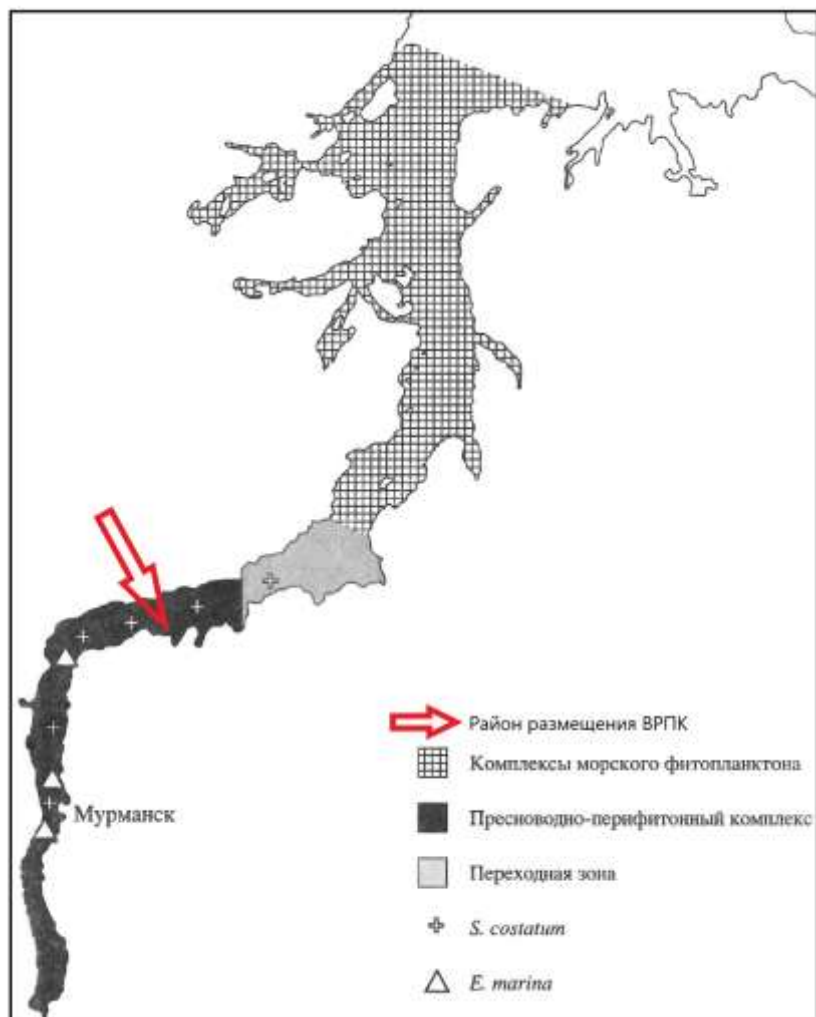 Мурманск
Район размещения ВРПК
Комплексы морского фитопланктона
Пресноводно-перифитонный комплекс
Переходная зона
S. costatum
E. marina